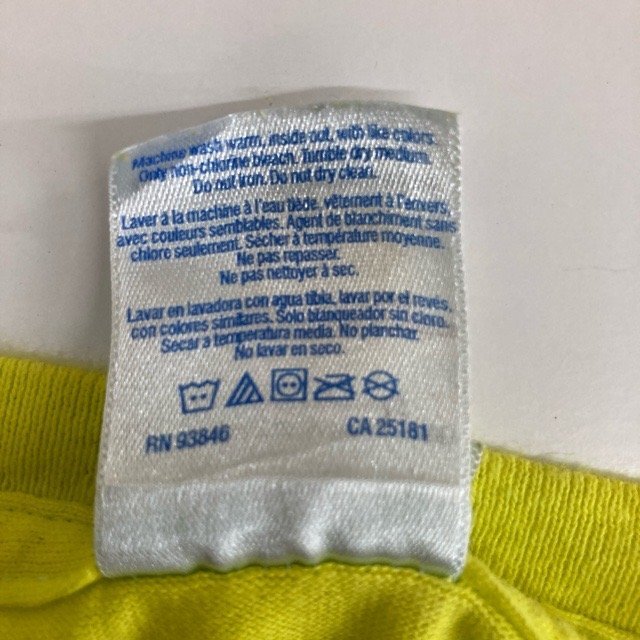 Machine wash warm, inside out, with like colors.
Only non-chlorine bleach. Tumble dry medium.
Do not iron. Do not dry clean.
Laver à la machine à l'eau tiède, vêtement à l'envers,
avec couleurs semblables. Agent de blanchiment sans
chlore seulement. Sécher à température moyenne.
Ne pas repasser.
Ne pas nettoyer à sec.
Lavar en lavadora con agua tibia, lavar por el revés,
con colores similares. Solo blanqueador sin cloro.
Secar a temperatura media. No planchar.
No lavar en seco.
RN 93846 CA 25181